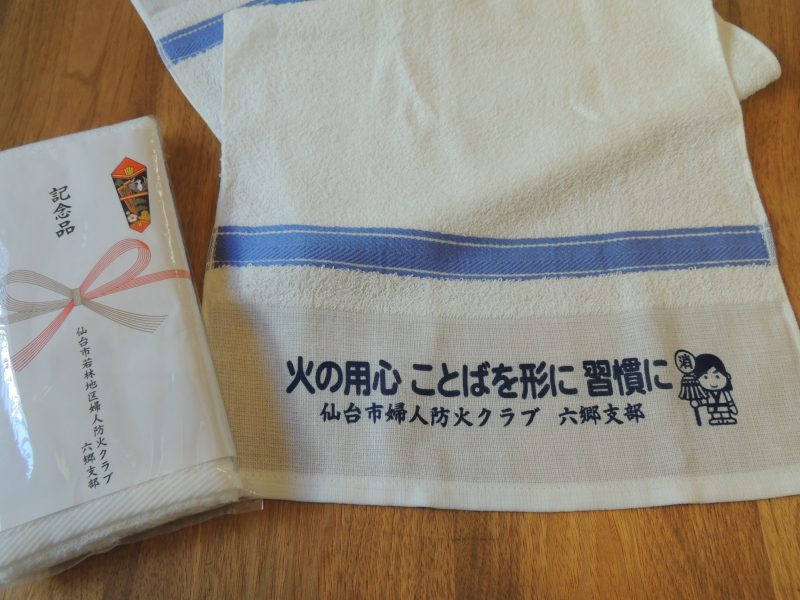 記念品
仙台市若林地区婦人防火クラブ
六郷支部
火の用心 ことばを形に 習慣に
仙台市婦人防火クラブ 六郷支部
消